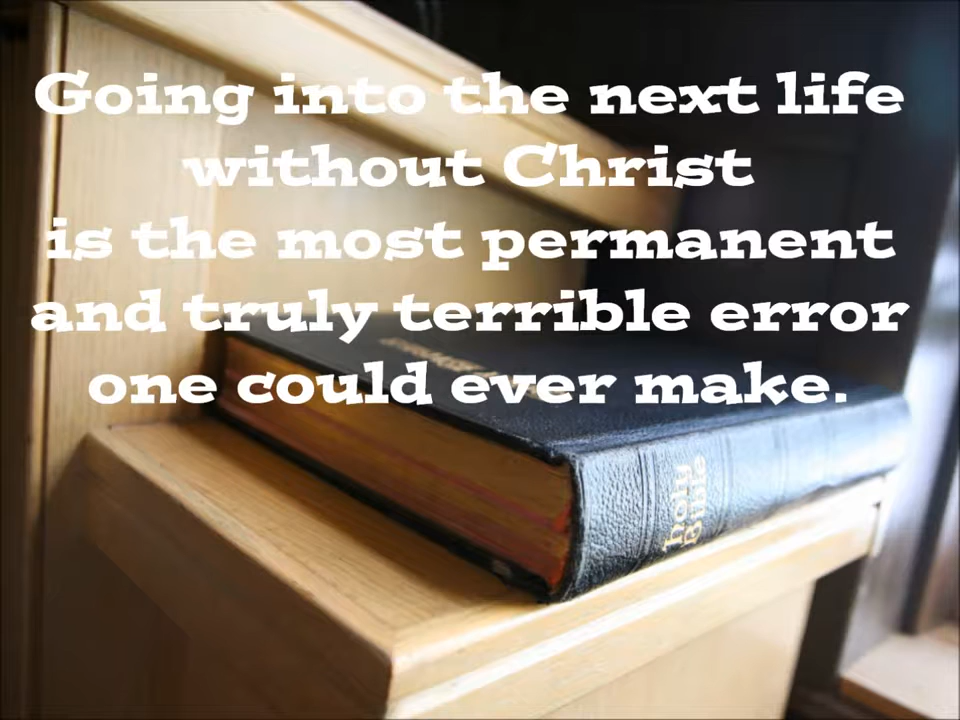 Going into the next life
without Christ
is the most permanent
and truly terrible error
one could ever make.
Holy
Bible